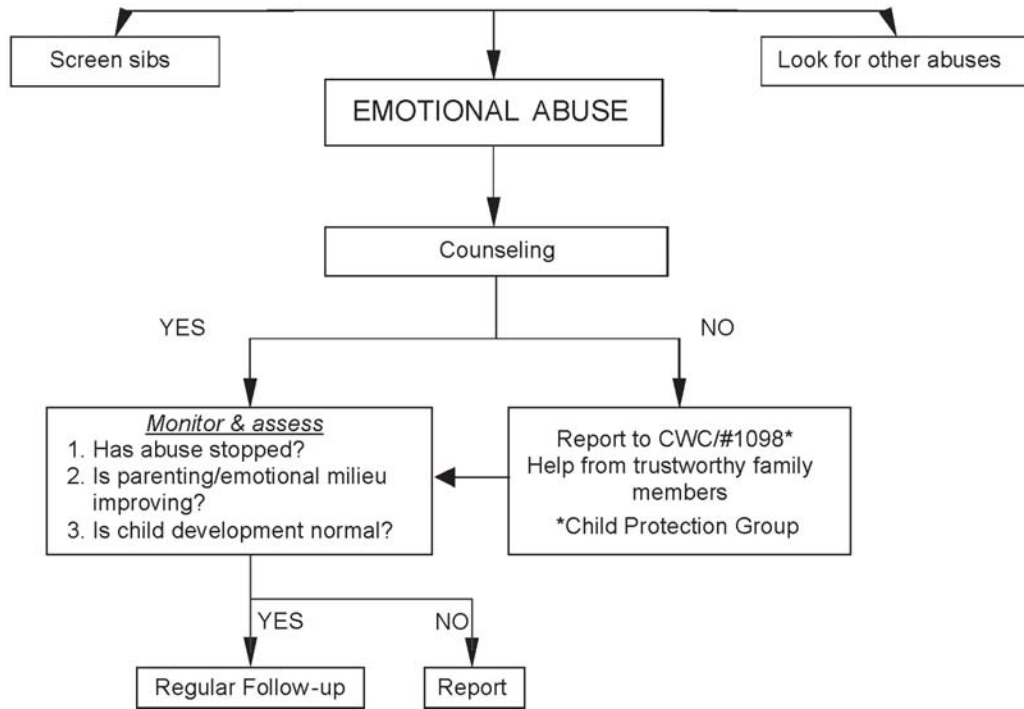 Screen sibs
Look for other abuses
EMOTIONAL ABUSE
Counseling
YES
NO
Monitor & assess
1. Has abuse stopped?
2. Is parenting/emotional milieu
improving?
3. Is child development normal?
Report to CWC/#1098*
Help from trustworthy family
members
*Child Protection Group
YES
NO
Regular Follow-up
Report